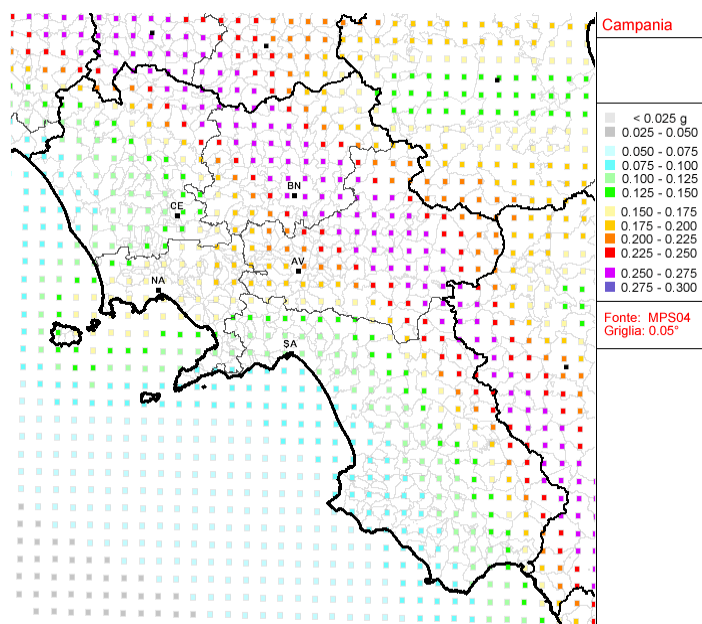 Campania
< 0.025 g
0.025 - 0.050
0.050 - 0.075
0.075 - 0.100
0.100 - 0.125
0.125 - 0.150
0.150 - 0.175
0.175 - 0.200
0.200 - 0.225
0.225 - 0.250
0.250 - 0.275
0.275 - 0.300
Fonte: MPS04
Griglia: 0.05°
BN
CE
AV
NA
SA